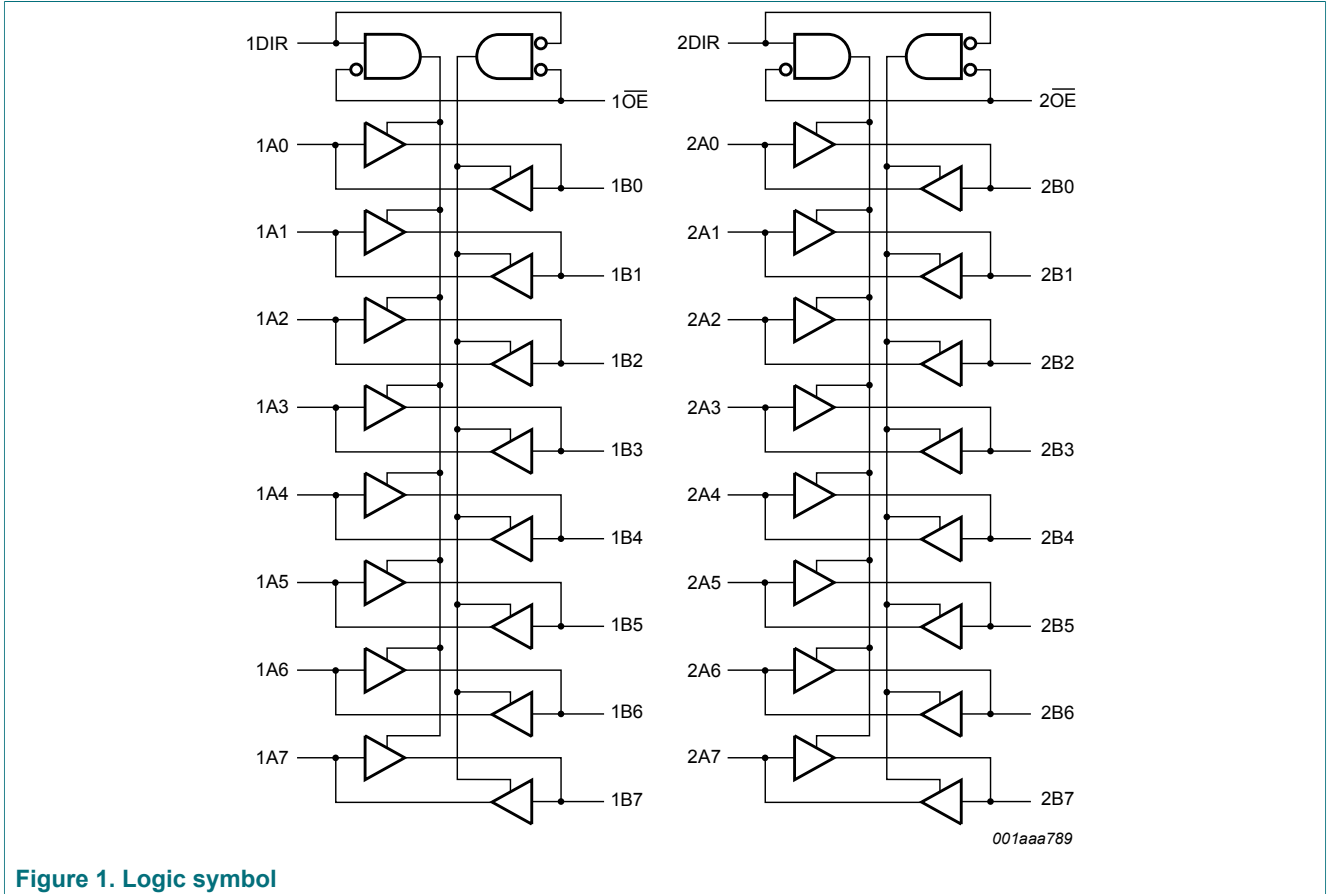 1DIR 2DIR
1O̅E̅ 2O̅E̅
1A0 2A0
1B0 2B0
1A1 2A1
1B1 2B1
1A2 2A2
1B2 2B2
1A3 2A3
1B3 2B3
1A4 2A4
1B4 2B4
1A5 2A5
1B5 2B5
1A6 2A6
1B6 2B6
1A7 2A7
1B7 2B7
001aaa789
Figure 1. Logic symbol